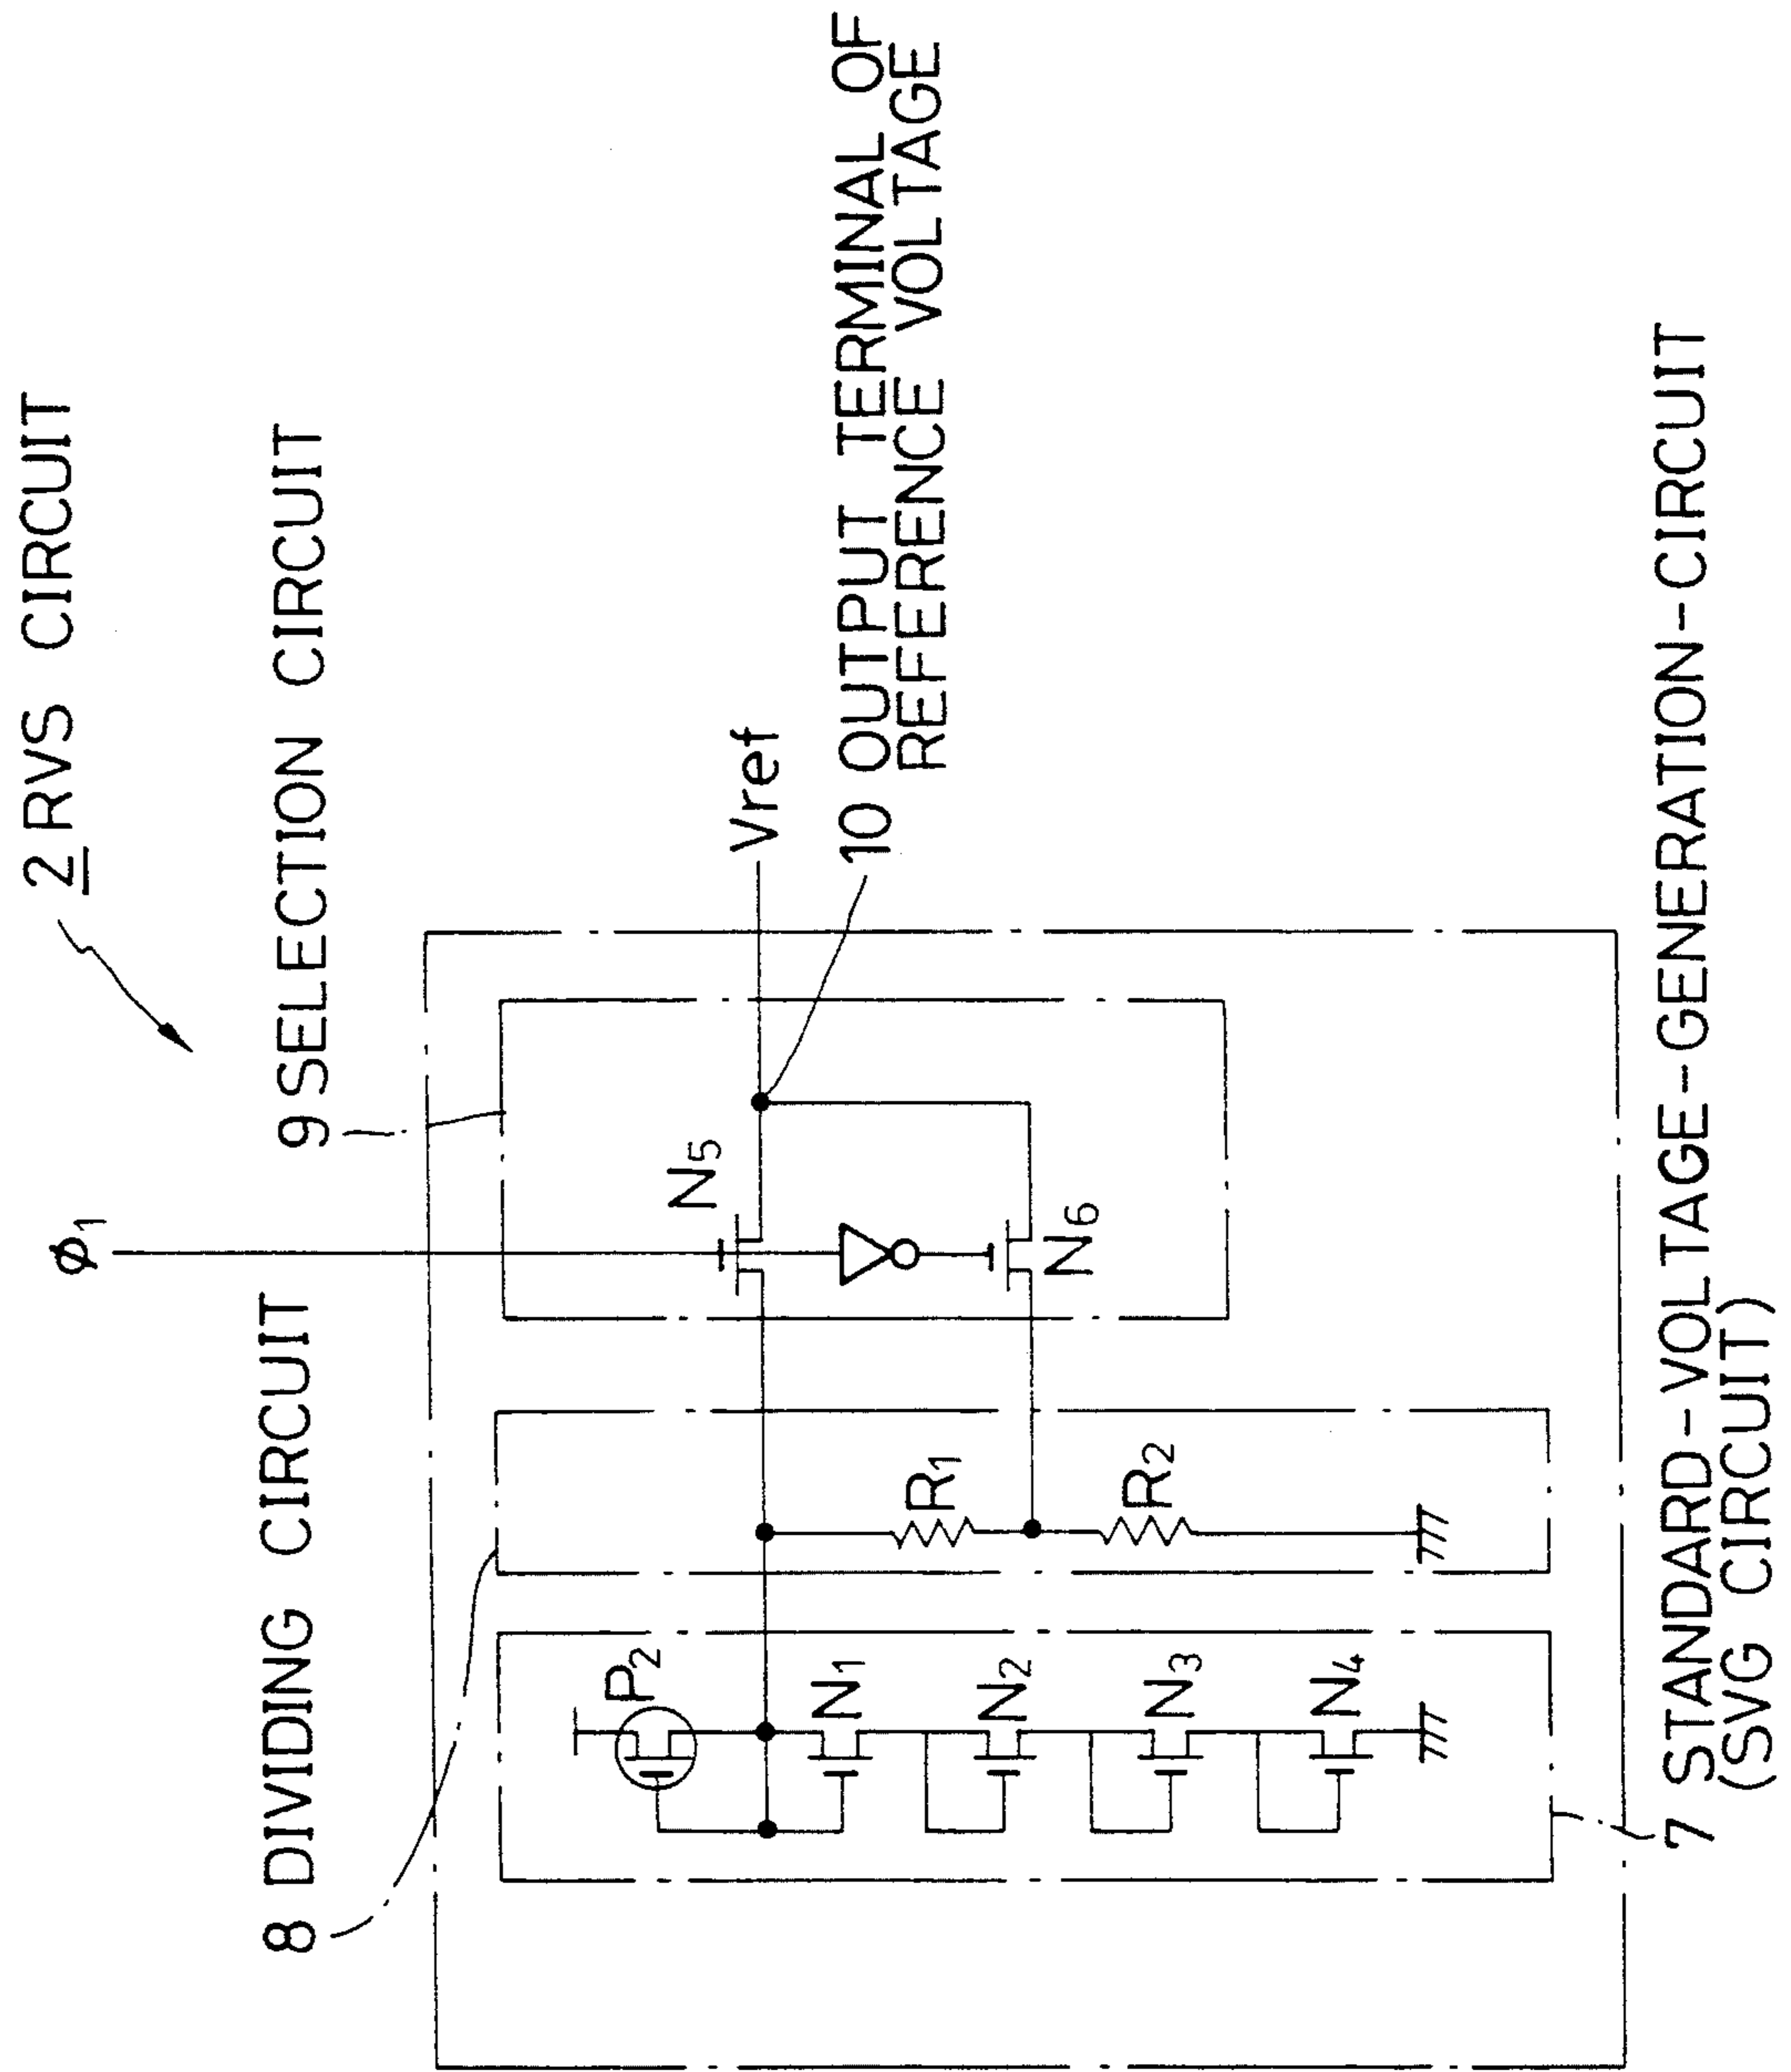 2 RVS CIRCUIT
9 SELECTION CIRCUIT
8 DIVIDING CIRCUIT
ø1
Vref
10 OUTPUT TERMINAL OF
REFERENCE VOLTAGE
N5
N6
R1
R2
P2
N1
N2
N3
N4
7 STANDARD-VOLTAGE-GENERATION-CIRCUIT
(SVG CIRCUIT)